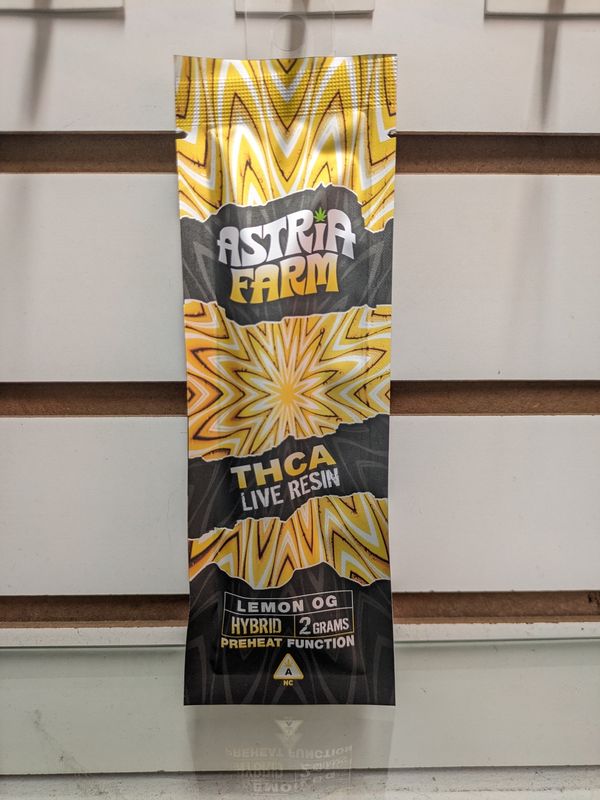 ASTRiA
FARM
THCA
LIVE RESIN
LEMON OG
HYBRID 2 GRAMS
PREHEAT FUNCTION
A
NC